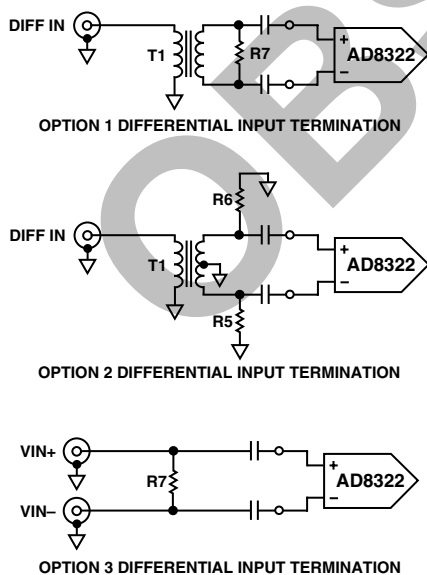 DIFF IN
T1
R7
+
−
AD8322
OPTION 1 DIFFERENTIAL INPUT TERMINATION
R6
DIFF IN
T1
+
−
AD8322
R5
OPTION 2 DIFFERENTIAL INPUT TERMINATION
VIN+
R7
+
−
AD8322
VIN–
OPTION 3 DIFFERENTIAL INPUT TERMINATION